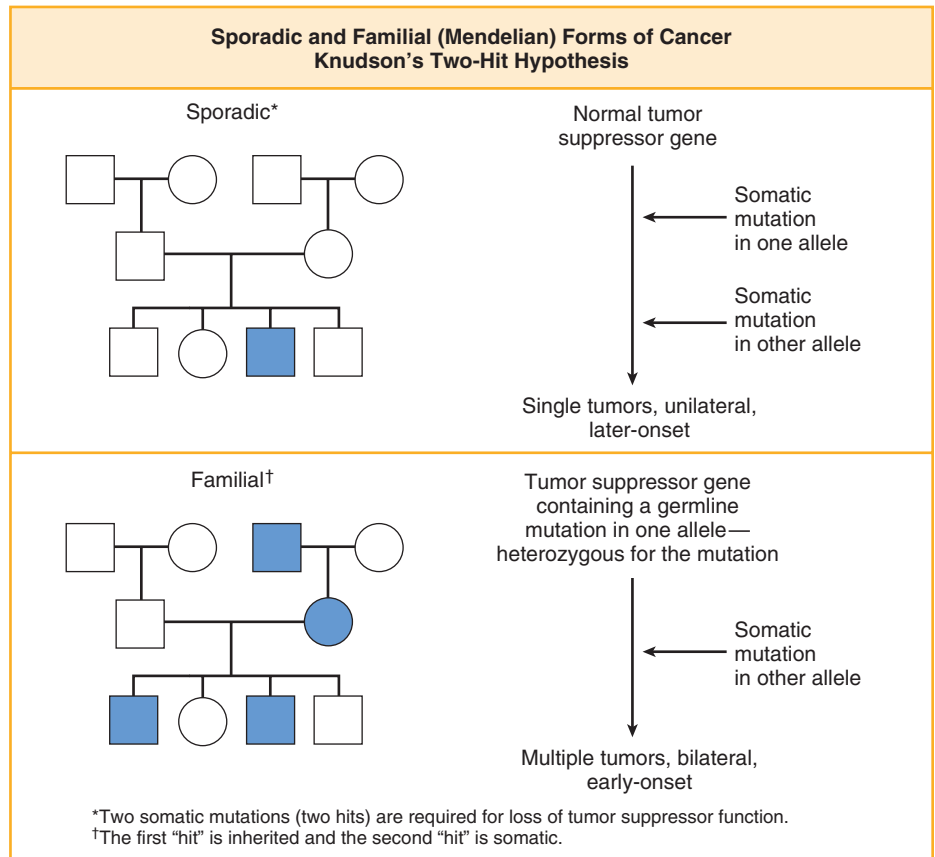 Sporadic and Familial (Mendelian) Forms of Cancer
Knudson's Two-Hit Hypothesis
Sporadic*
Normal tumor
suppressor gene
Somatic
mutation
in one allele
Somatic
mutation
in other allele
Single tumors, unilateral,
later-onset
Familial†
Tumor suppressor gene
containing a germline
mutation in one allele—
heterozygous for the mutation
Somatic
mutation
in other allele
Multiple tumors, bilateral,
early-onset
*Two somatic mutations (two hits) are required for loss of tumor suppressor function.
†The first “hit” is inherited and the second “hit” is somatic.